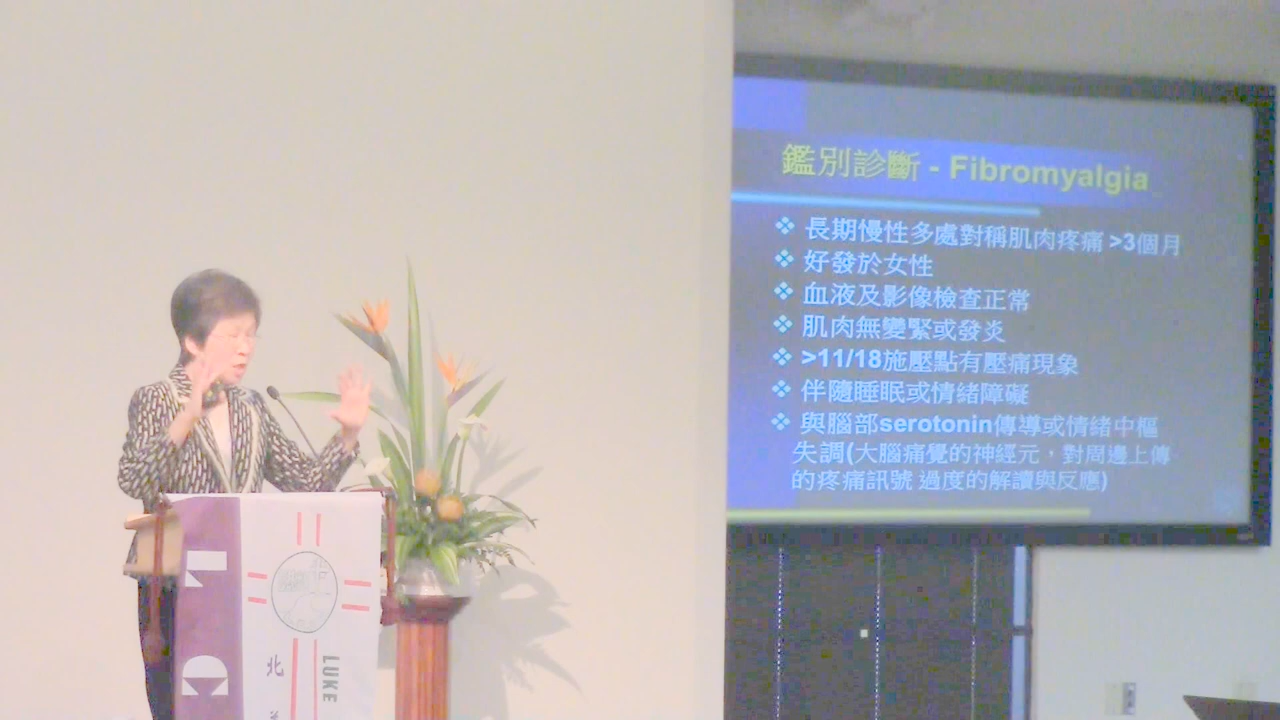 鑑別診斷 - Fibromyalgia
❖ 長期慢性多處對稱肌肉疼痛 >3個月
❖ 好發於女性
❖ 血液及影像檢查正常
❖ 肌肉無變緊或發炎
❖ >11/18施壓點有壓痛現象
❖ 伴隨睡眠或情緒障礙
❖ 與腦部serotonin傳導或情緒中樞
失調(大腦痛覺的神經元，對周邊上傳
的疼痛訊號 過度的解讀與反應)
北
LUKE